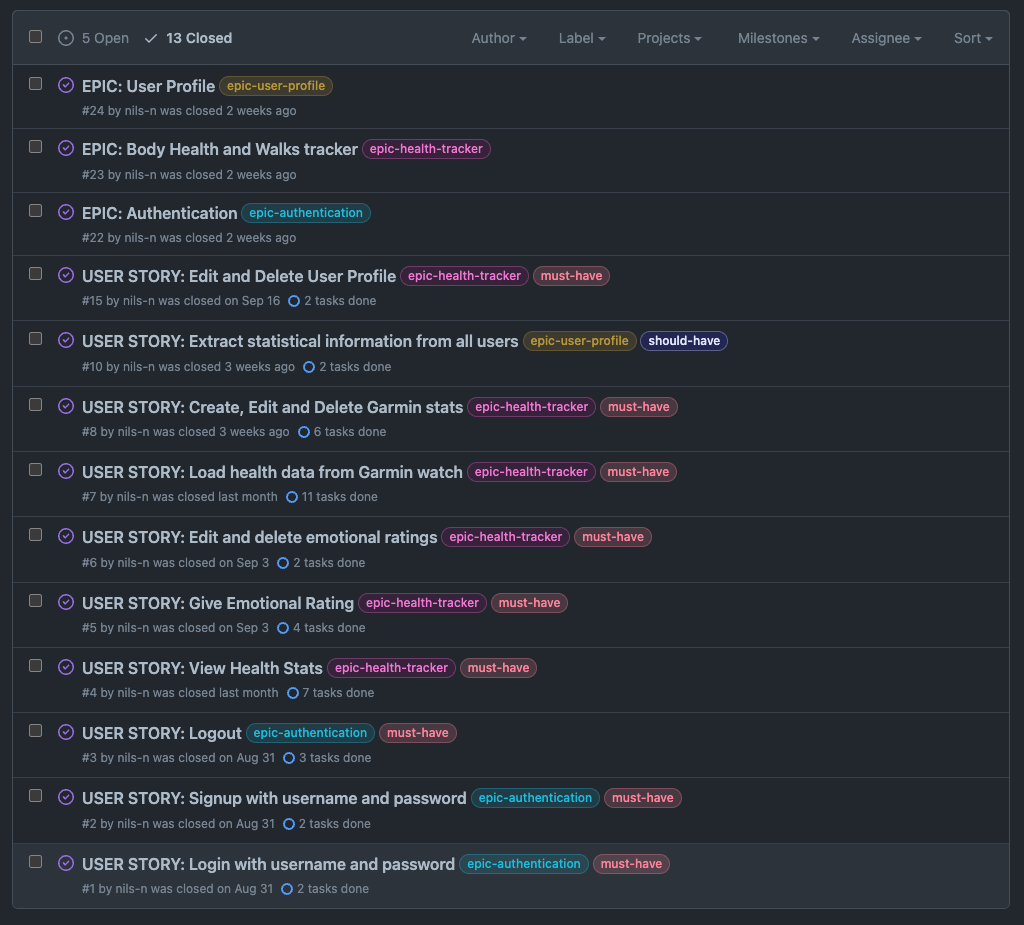 5 Open 13 Closed Author Label Projects Milestones Assignee Sort
EPIC: User Profile epic-user-profile
#24 by nils-n was closed 2 weeks ago
EPIC: Body Health and Walks tracker epic-health-tracker
#23 by nils-n was closed 2 weeks ago
EPIC: Authentication epic-authentication
#22 by nils-n was closed 2 weeks ago
USER STORY: Edit and Delete User Profile epic-health-tracker must-have
#15 by nils-n was closed on Sep 16 2 tasks done
USER STORY: Extract statistical information from all users epic-user-profile should-have
#10 by nils-n was closed 3 weeks ago 2 tasks done
USER STORY: Create, Edit and Delete Garmin stats epic-health-tracker must-have
#8 by nils-n was closed 3 weeks ago 6 tasks done
USER STORY: Load health data from Garmin watch epic-health-tracker must-have
#7 by nils-n was closed last month 11 tasks done
USER STORY: Edit and delete emotional ratings epic-health-tracker must-have
#6 by nils-n was closed on Sep 3 2 tasks done
USER STORY: Give Emotional Rating epic-health-tracker must-have
#5 by nils-n was closed on Sep 3 4 tasks done
USER STORY: View Health Stats epic-health-tracker must-have
#4 by nils-n was closed last month 7 tasks done
USER STORY: Logout epic-authentication must-have
#3 by nils-n was closed on Aug 31 3 tasks done
USER STORY: Signup with username and password epic-authentication must-have
#2 by nils-n was closed on Aug 31 2 tasks done
USER STORY: Login with username and password epic-authentication must-have
#1 by nils-n was closed on Aug 31 2 tasks done